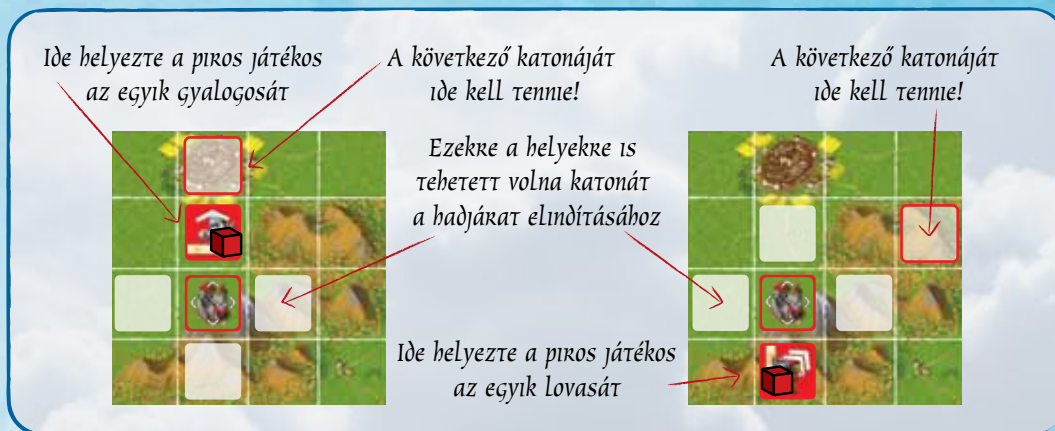 Ide helyezte a piros játékos
az egyik gyalogosát
A következő katonáját
ide kell tennie!
Ezekre a helyekre is
tehetett volna katonát
a hadjárat elindításához
Ide helyezte a piros játékos
az egyik lovasát
A következő katonáját
ide kell tennie!